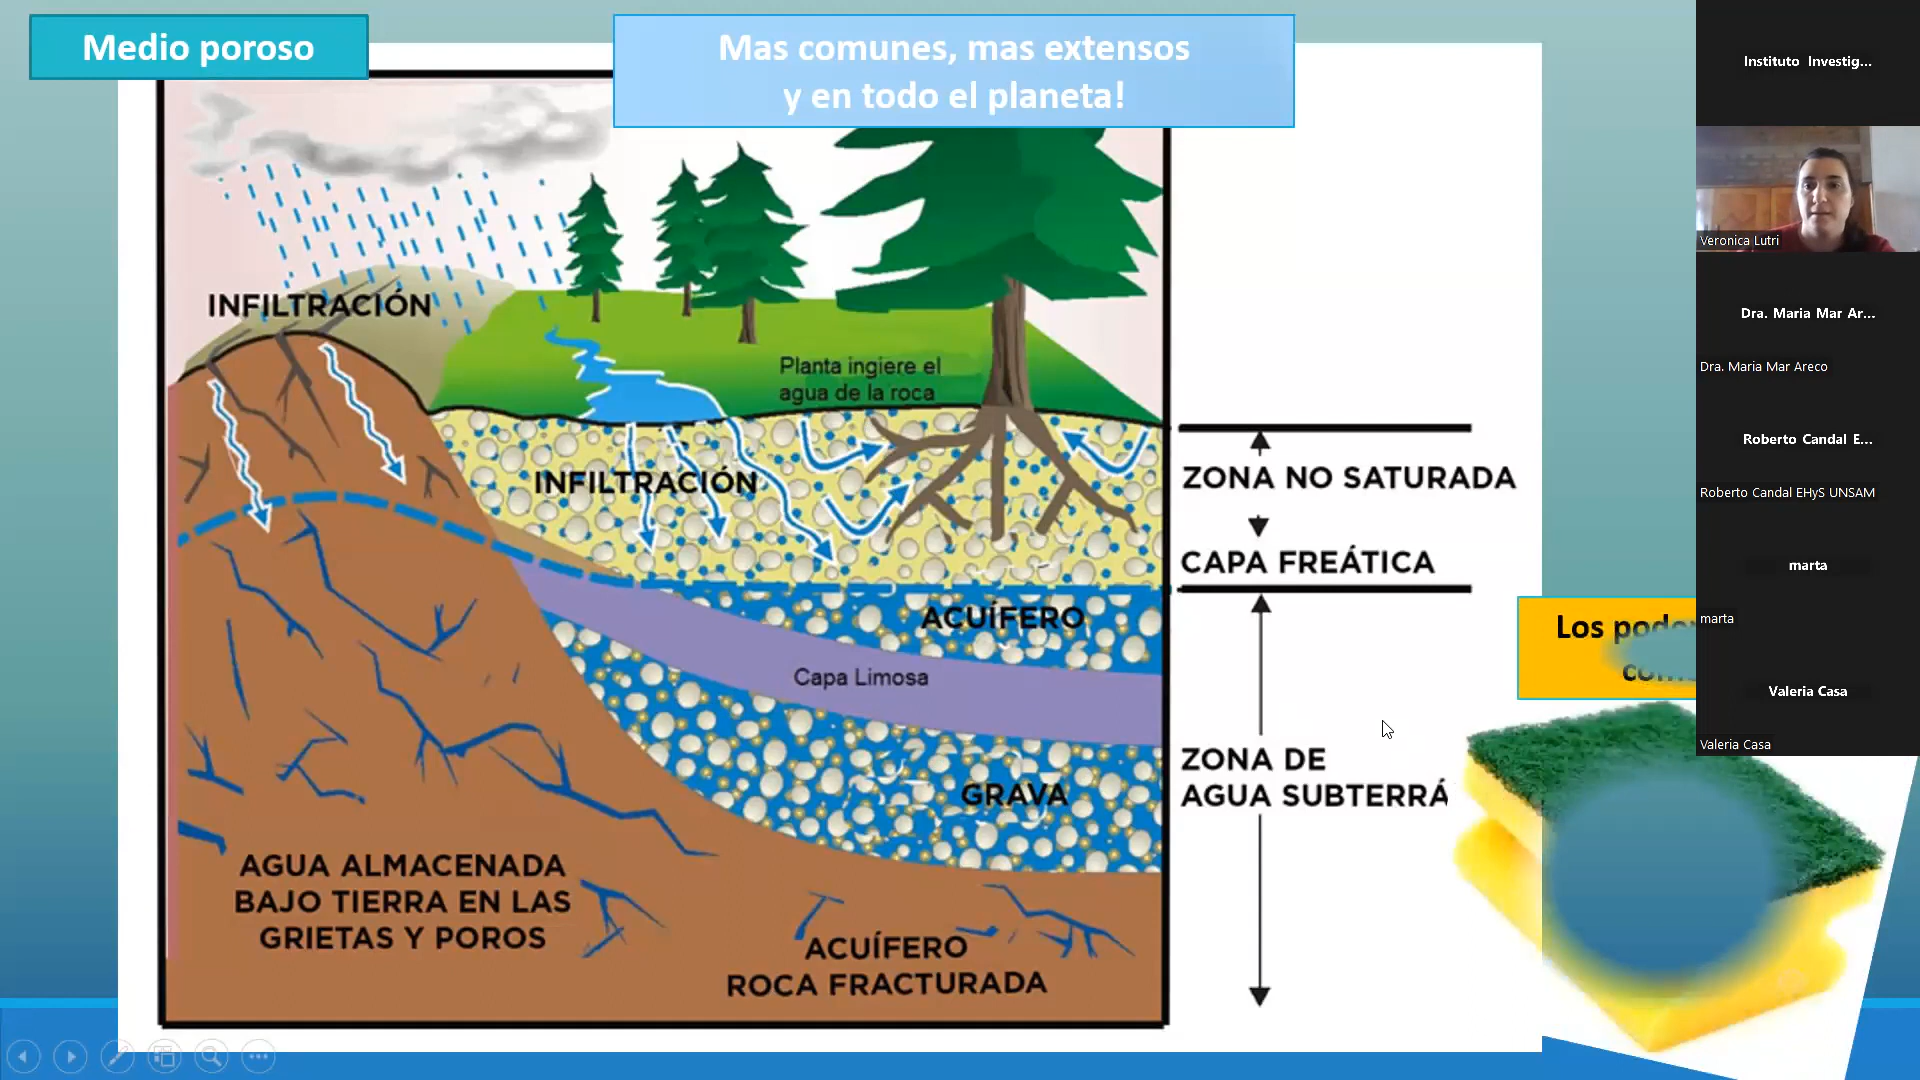 Medio poroso
Mas comunes, mas extensos
y en todo el planeta!
INFILTRACIÓN
Planta ingiere el
agua de la roca
INFILTRACIÓN
ZONA NO SATURADA
CAPA FREÁTICA
ACUÍFERO
Capa Limosa
ZONA DE
AGUA SUBTERRÁ
GRAVA
AGUA ALMACENADA
BAJO TIERRA EN LAS
GRIETAS Y POROS
ACUÍFERO
ROCA FRACTURADA
Los
Instituto Investig...
Veronica Lutri
Dra. Maria Mar Ar...
Dra. Maria Mar Areco
Roberto Candal E...
Roberto Candal EHyS UNSAM
marta
marta
Valeria Casa
Valeria Casa